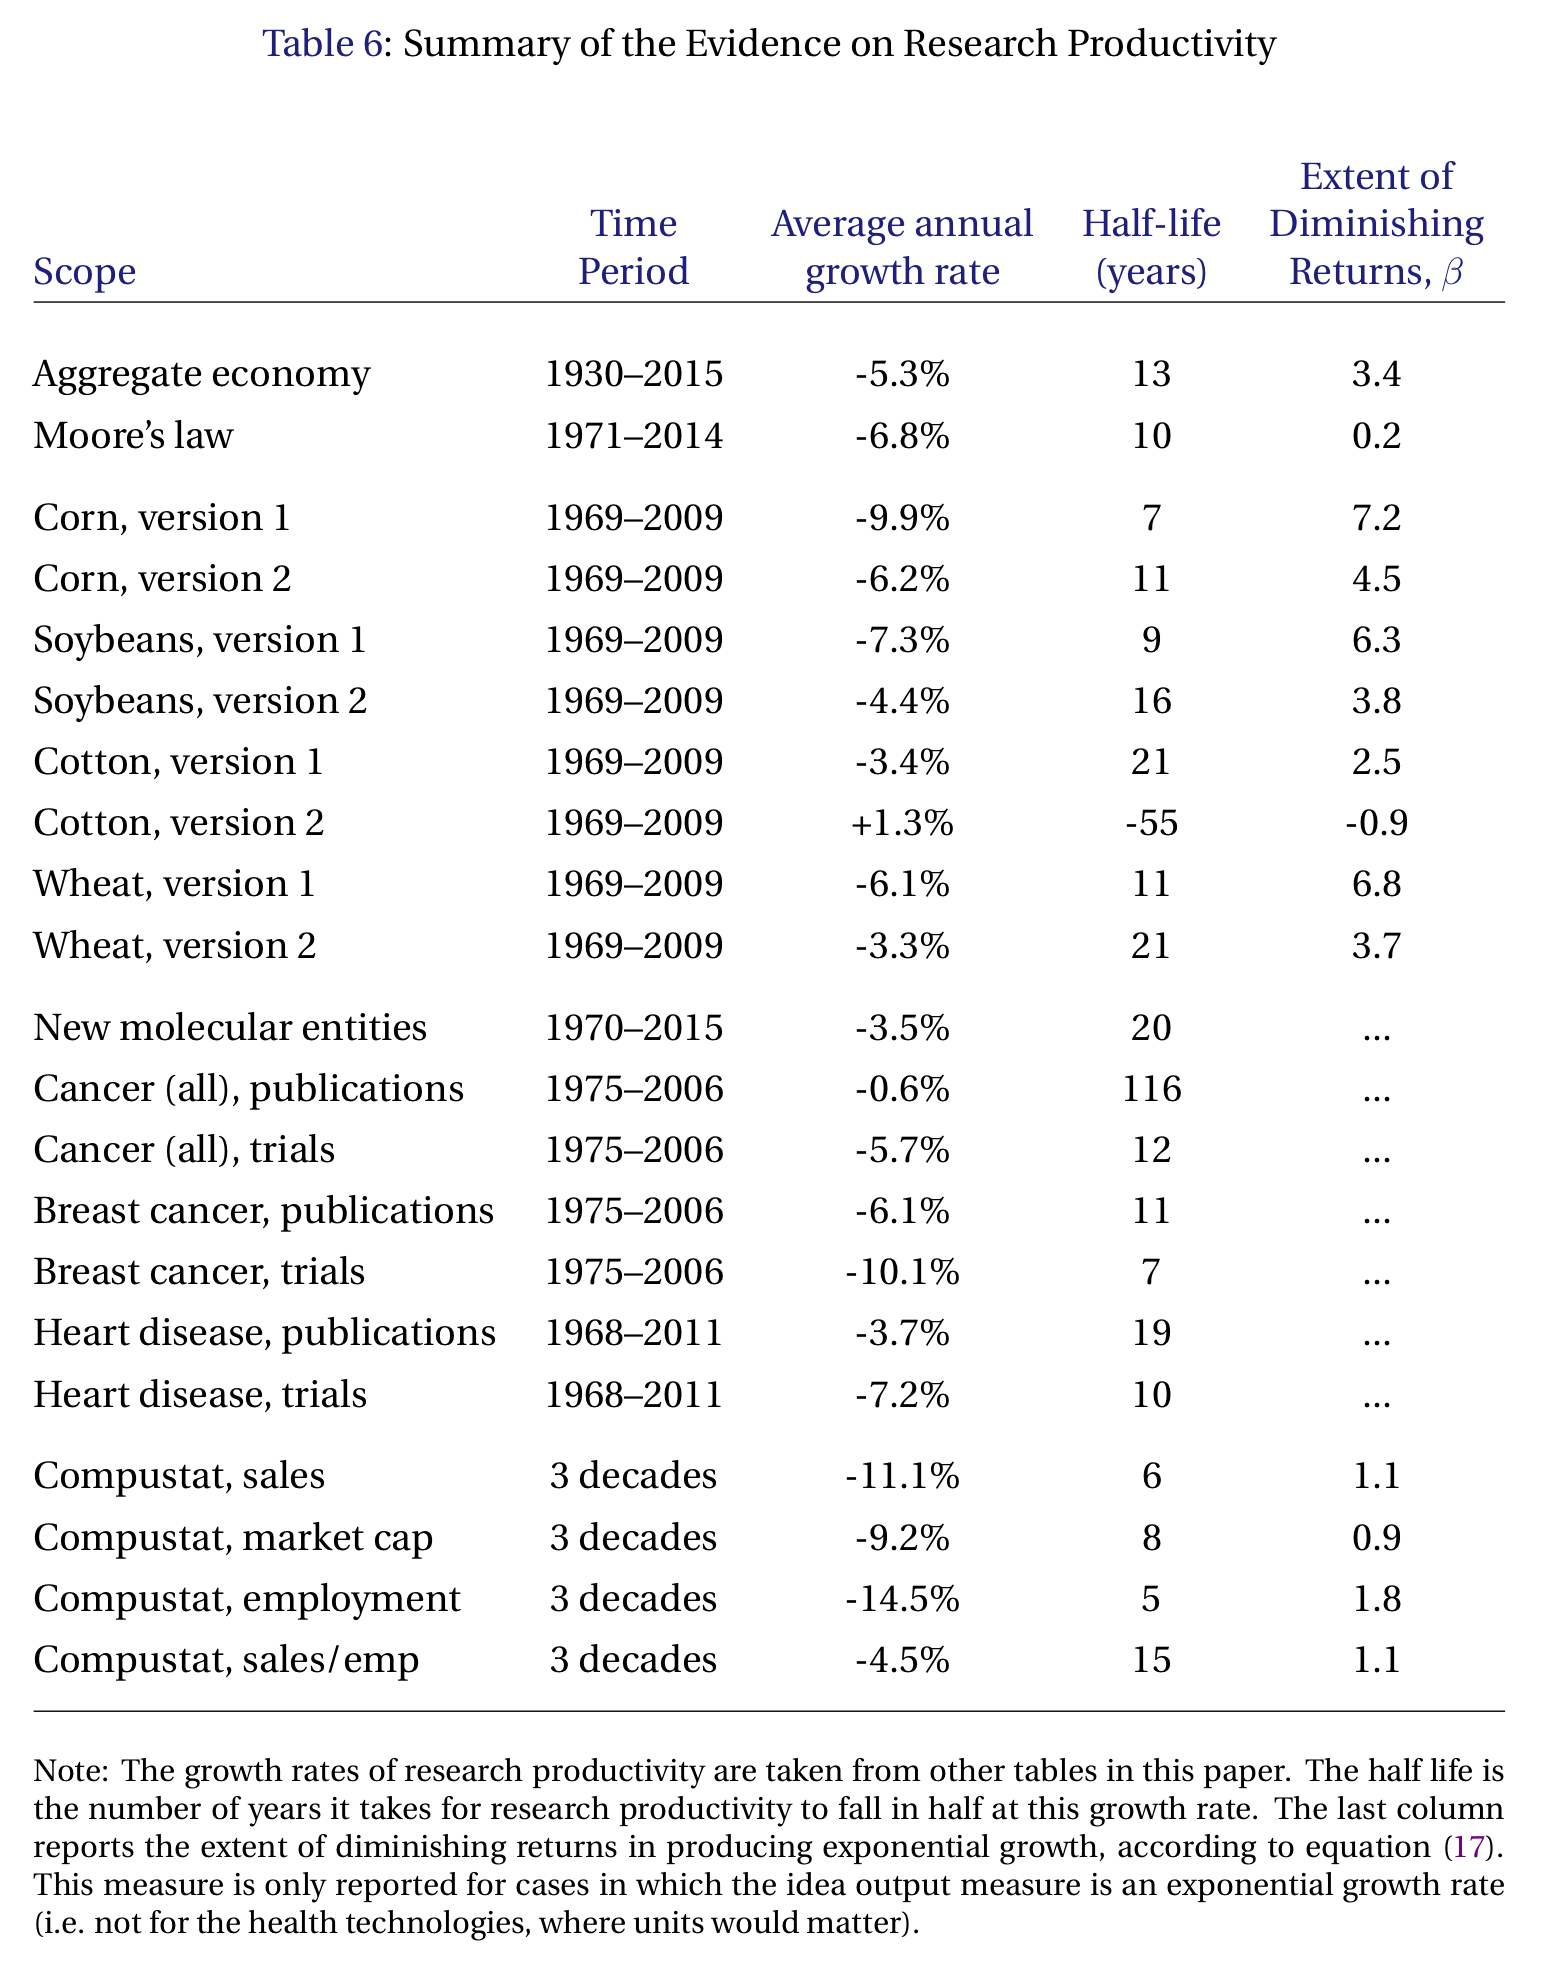 Table 6: Summary of the Evidence on Research Productivity
Extent of
Time Average annual Half-life Diminishing
Scope Period growth rate (years) Returns, β
Aggregate economy 1930–2015 -5.3% 13 3.4
Moore’s law 1971–2014 -6.8% 10 0.2
Corn, version 1 1969–2009 -9.9% 7 7.2
Corn, version 2 1969–2009 -6.2% 11 4.5
Soybeans, version 1 1969–2009 -7.3% 9 6.3
Soybeans, version 2 1969–2009 -4.4% 16 3.8
Cotton, version 1 1969–2009 -3.4% 21 2.5
Cotton, version 2 1969–2009 +1.3% -55 -0.9
Wheat, version 1 1969–2009 -6.1% 11 6.8
Wheat, version 2 1969–2009 -3.3% 21 3.7
New molecular entities 1970–2015 -3.5% 20 ...
Cancer (all), publications 1975–2006 -0.6% 116 ...
Cancer (all), trials 1975–2006 -5.7% 12 ...
Breast cancer, publications 1975–2006 -6.1% 11 ...
Breast cancer, trials 1975–2006 -10.1% 7 ...
Heart disease, publications 1968–2011 -3.7% 19 ...
Heart disease, trials 1968–2011 -7.2% 10 ...
Compustat, sales 3 decades -11.1% 6 1.1
Compustat, market cap 3 decades -9.2% 8 0.9
Compustat, employment 3 decades -14.5% 5 1.8
Compustat, sales/emp 3 decades -4.5% 15 1.1
Note: The growth rates of research productivity are taken from other tables in this paper. The half life is
the number of years it takes for research productivity to fall in half at this growth rate. The last column
reports the extent of diminishing returns in producing exponential growth, according to equation (17).
This measure is only reported for cases in which the idea output measure is an exponential growth rate
(i.e. not for the health technologies, where units would matter).